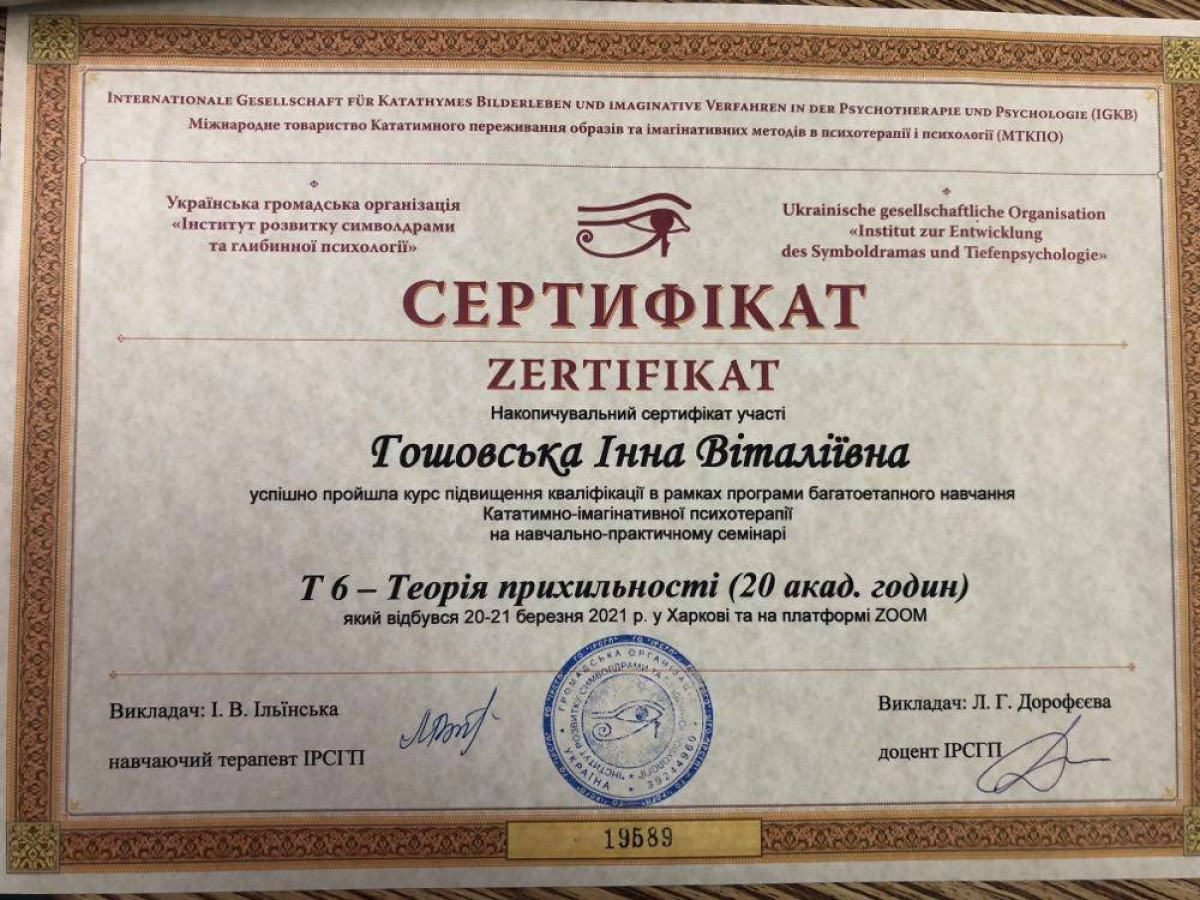 INTERNATIONALE GESELLSCHAFT FÜR KATATHYMES BILDERLEBEN UND IMAGINATIVE VERFAHREN IN DER PSYCHOTHERAPIE UND PSYCHOLOGIE (IGKB)
Міжнародне товариство Кататимного переживання образів та імагінативних методів в психотерапії і психології (МТКПО)
Українська громадська організація
«Інститут розвитку символдрами
та глибинної психології»
Ukrainische gesellschaftliche Organisation
«Institut zur Entwicklung
des Symboldramas und Tiefenpsychologie»
СЕРТИФІКАТ
ZERTIFIKAT
Накопичувальний сертифікат участі
Гошовська Інна Віталіївна
успішно пройшла курс підвищення кваліфікації в рамках програми багатоетапного навчання
Кататимно-імагінативної психотерапії
на навчально-практичному семінарі
Т 6 – Теорія прихильності (20 акад. годин)
який відбувся 20-21 березня 2021 р. у Харкові та на платформі ZOOM
Викладач: І. В. Ільїнська
навчаючий терапевт ІРСГП
Викладач: Л. Г. Дорофєєва
доцент ІРСГП
ГРОМАДСЬКА ОРГАНІЗАЦІЯ
УКРАЇНА
39244960
19589